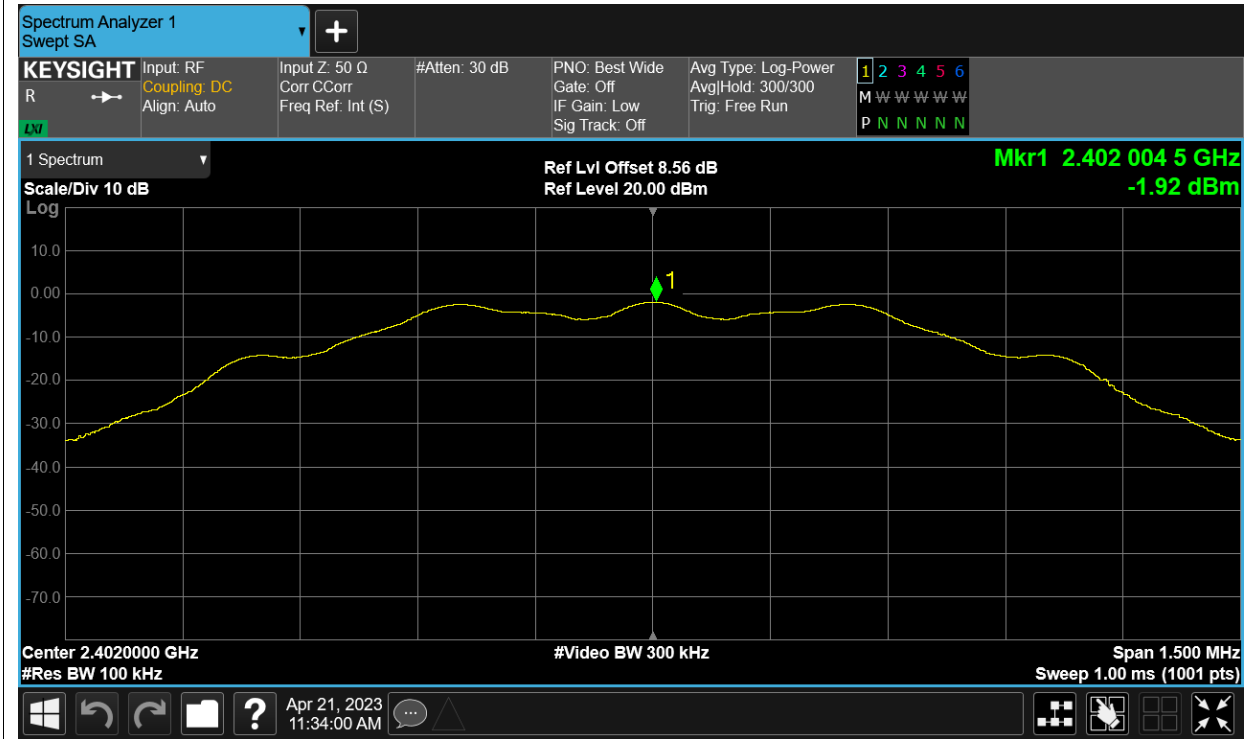 Spectrum Analyzer 1
Swept SA
KEYSIGHT
R
LXI
Input: RF
Coupling: DC
Align: Auto
Input Z: 50 Ω
Corr CCorr
Freq Ref: Int (S)
#Atten: 30 dB
PNO: Best Wide
Gate: Off
IF Gain: Low
Sig Track: Off
Avg Type: Log-Power
Avg|Hold: 300/300
Trig: Free Run
1 2 3 4 5 6
M W W W W W
P N N N N N
1 Spectrum
Scale/Div 10 dB
Log
Ref Lvl Offset 8.56 dB
Ref Level 20.00 dBm
Mkr1 2.402 004 5 GHz
-1.92 dBm
1
10.0
0.00
-10.0
-20.0
-30.0
-40.0
-50.0
-60.0
-70.0
Center 2.4020000 GHz
#Res BW 100 kHz
#Video BW 300 kHz
Span 1.500 MHz
Sweep 1.00 ms (1001 pts)
?
Apr 21, 2023
11:34:00 AM